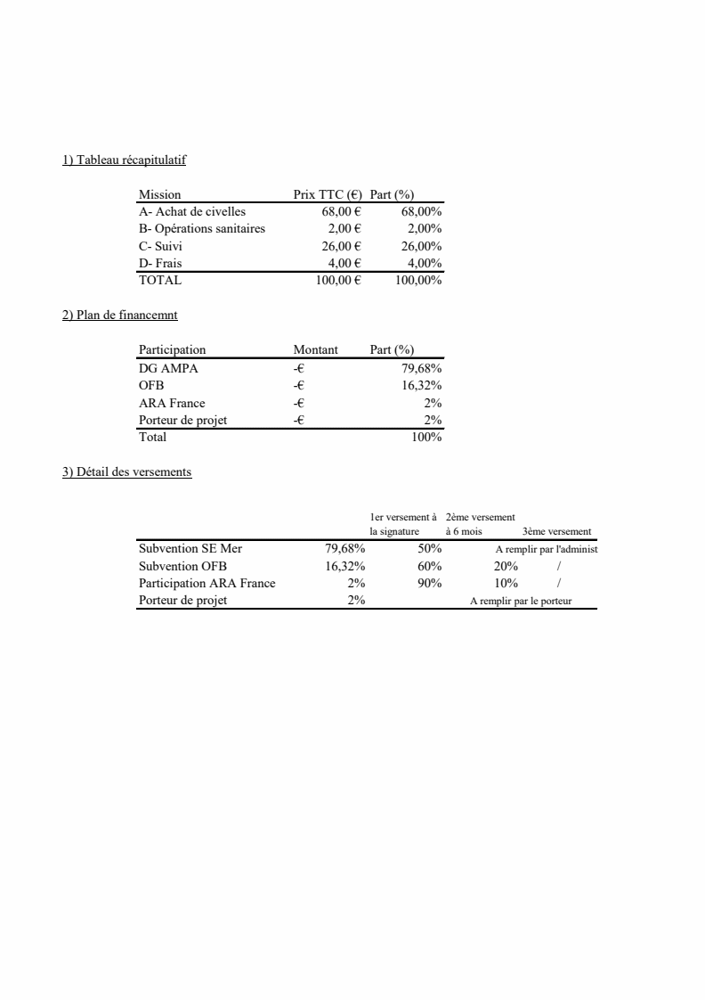 1) Tableau récapitulatif
Mission Prix TTC (€) Part (%)
A- Achat de civelles 68,00 € 68,00%
B- Opérations sanitaires 2,00 € 2,00%
C- Suivi 26,00 € 26,00%
D- Frais 4,00 € 4,00%
TOTAL 100,00 € 100,00%
2) Plan de financemnt
Participation Montant Part (%)
DG AMPA -€ 79,68%
OFB -€ 16,32%
ARA France -€ 2%
Porteur de projet -€ 2%
Total 100%
3) Détail des versements
1er versement à 2ème versement
la signature à 6 mois 3ème versement
Subvention SE Mer 79,68% 50% A remplir par l'administ
Subvention OFB 16,32% 60% 20% /
Participation ARA France 2% 90% 10% /
Porteur de projet 2% A remplir par le porteur